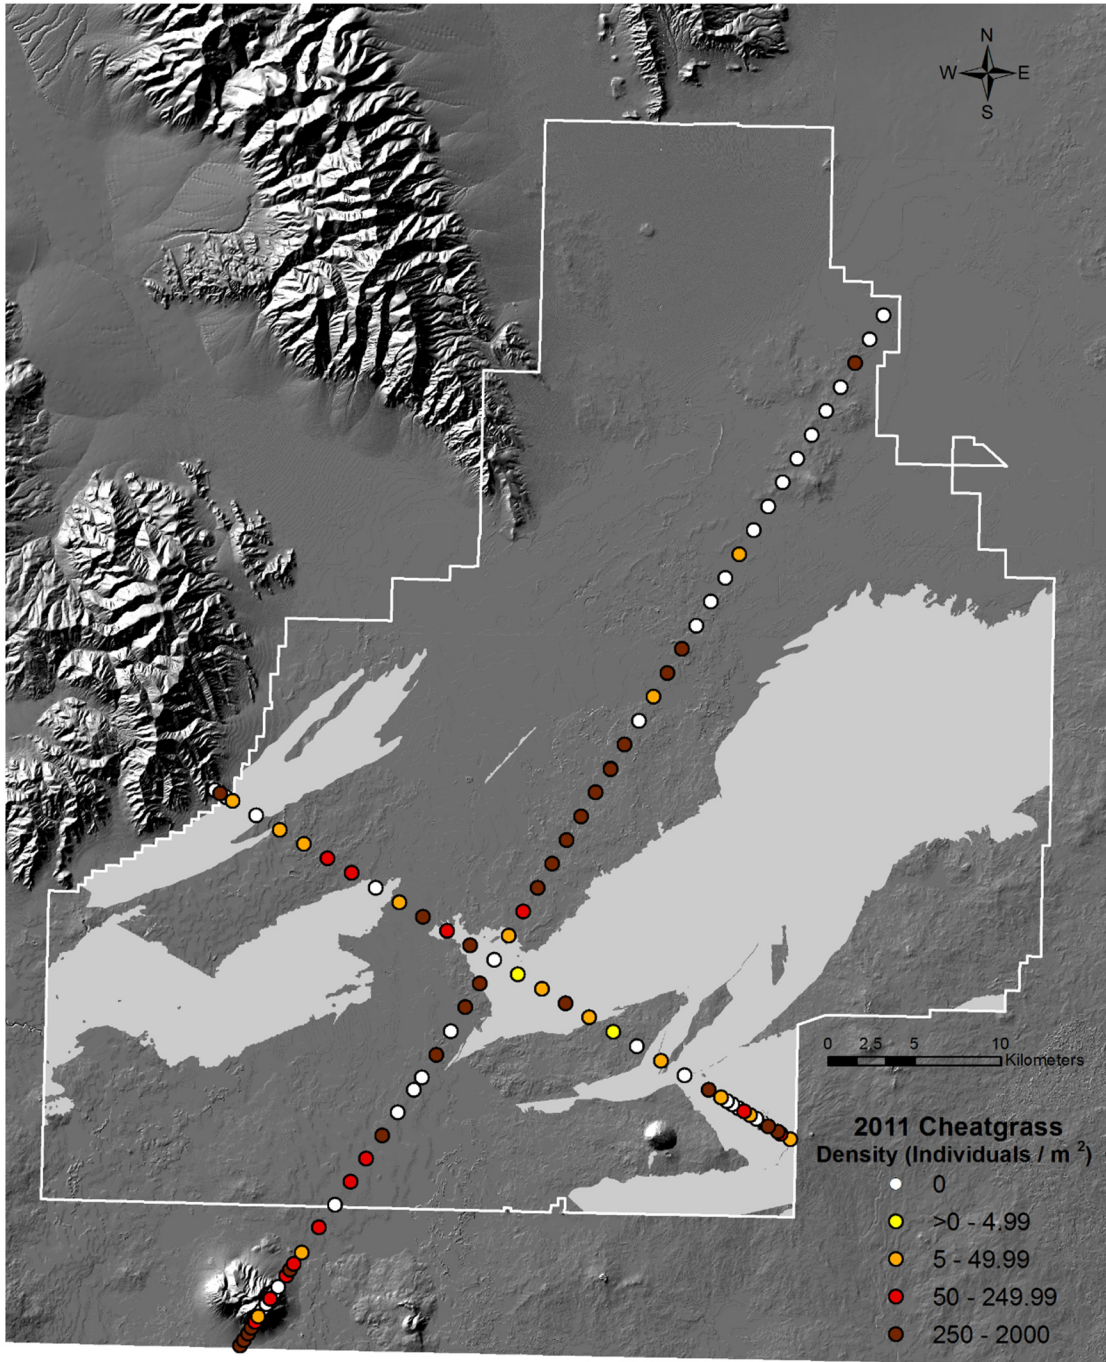 N
W E
S
0 2.5 5 10
Kilometers
2011 Cheatgrass
Density (Individuals / m ²)
0
>0 - 4.99
5 - 49.99
50 - 249.99
250 - 2000